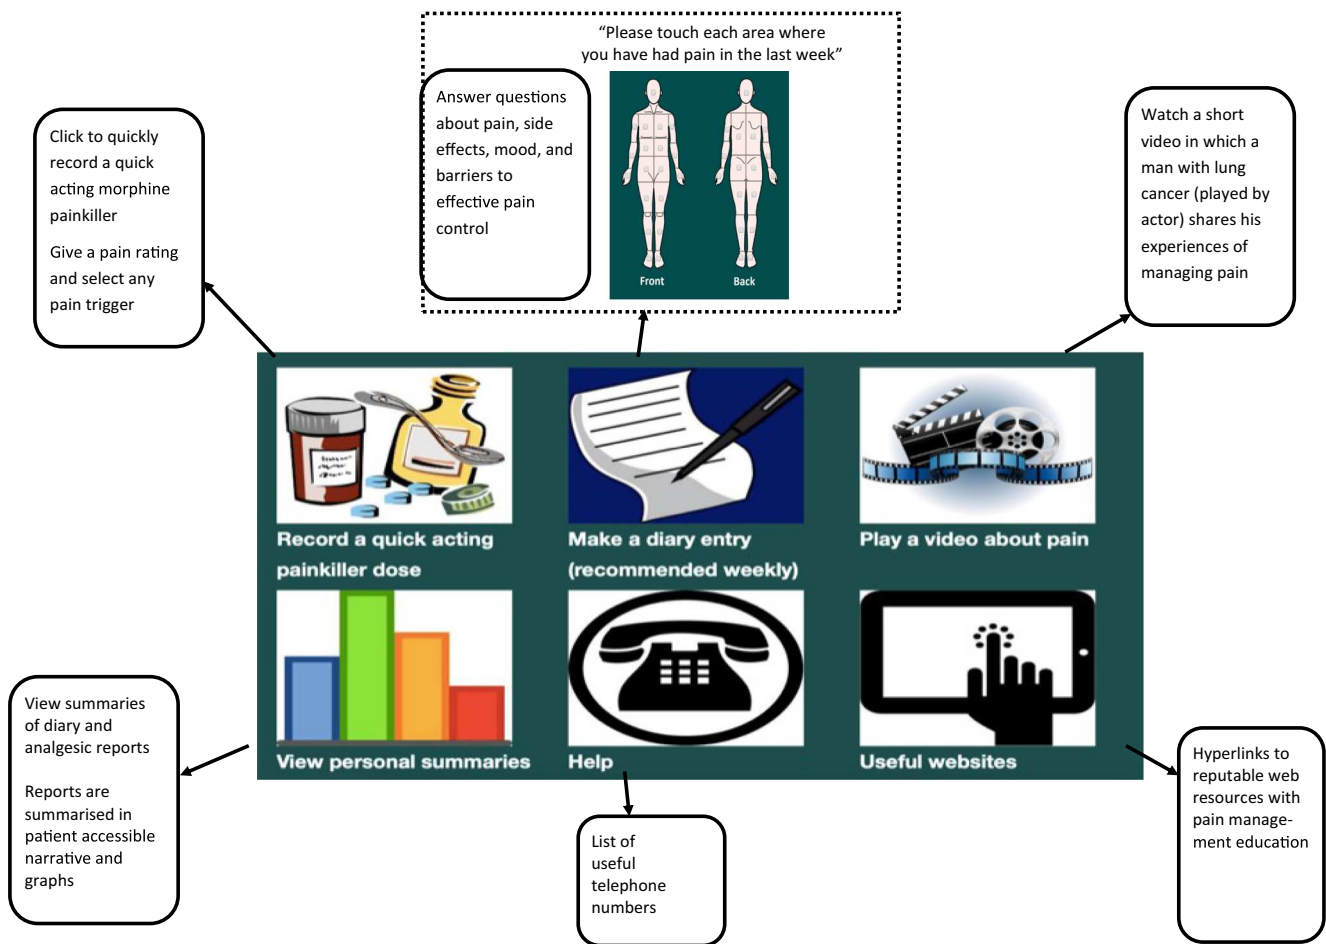 “Please touch each area where
you have had pain in the last week”
Answer questions
about pain, side
effects, mood, and
barriers to
effective pain
control
Front
Back
Click to quickly
record a quick
acting morphine
painkiller
Give a pain rating
and select any
pain trigger
Watch a short
video in which a
man with lung
cancer (played by
actor) shares his
experiences of
managing pain
Record a quick acting
painkiller dose
Make a diary entry
(recommended weekly)
Play a video about pain
View personal summaries
Help
Useful websites
View summaries
of diary and
analgesic reports
Reports are
summarised in
patient accessible
narrative and
graphs
List of
useful
telephone
numbers
Hyperlinks to
reputable web
resources with
pain manage-
ment education